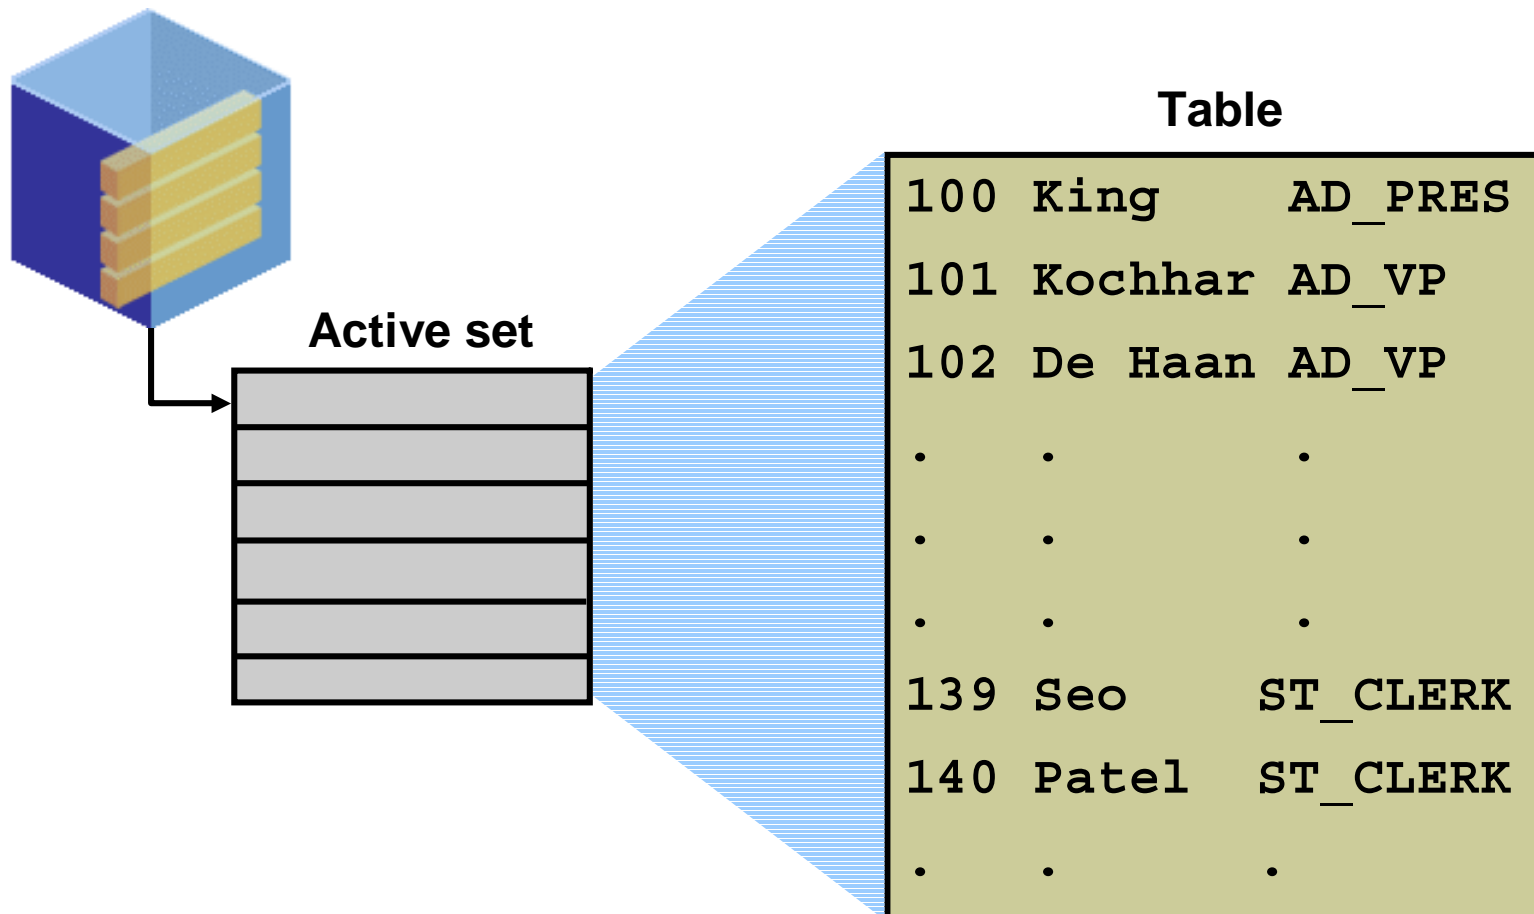 Table
Active set
100 King AD_PRES
101 Kochhar AD_VP
102 De Haan AD_VP
. . .
. . .
. . .
139 Seo ST_CLERK
140 Patel ST_CLERK
. . .